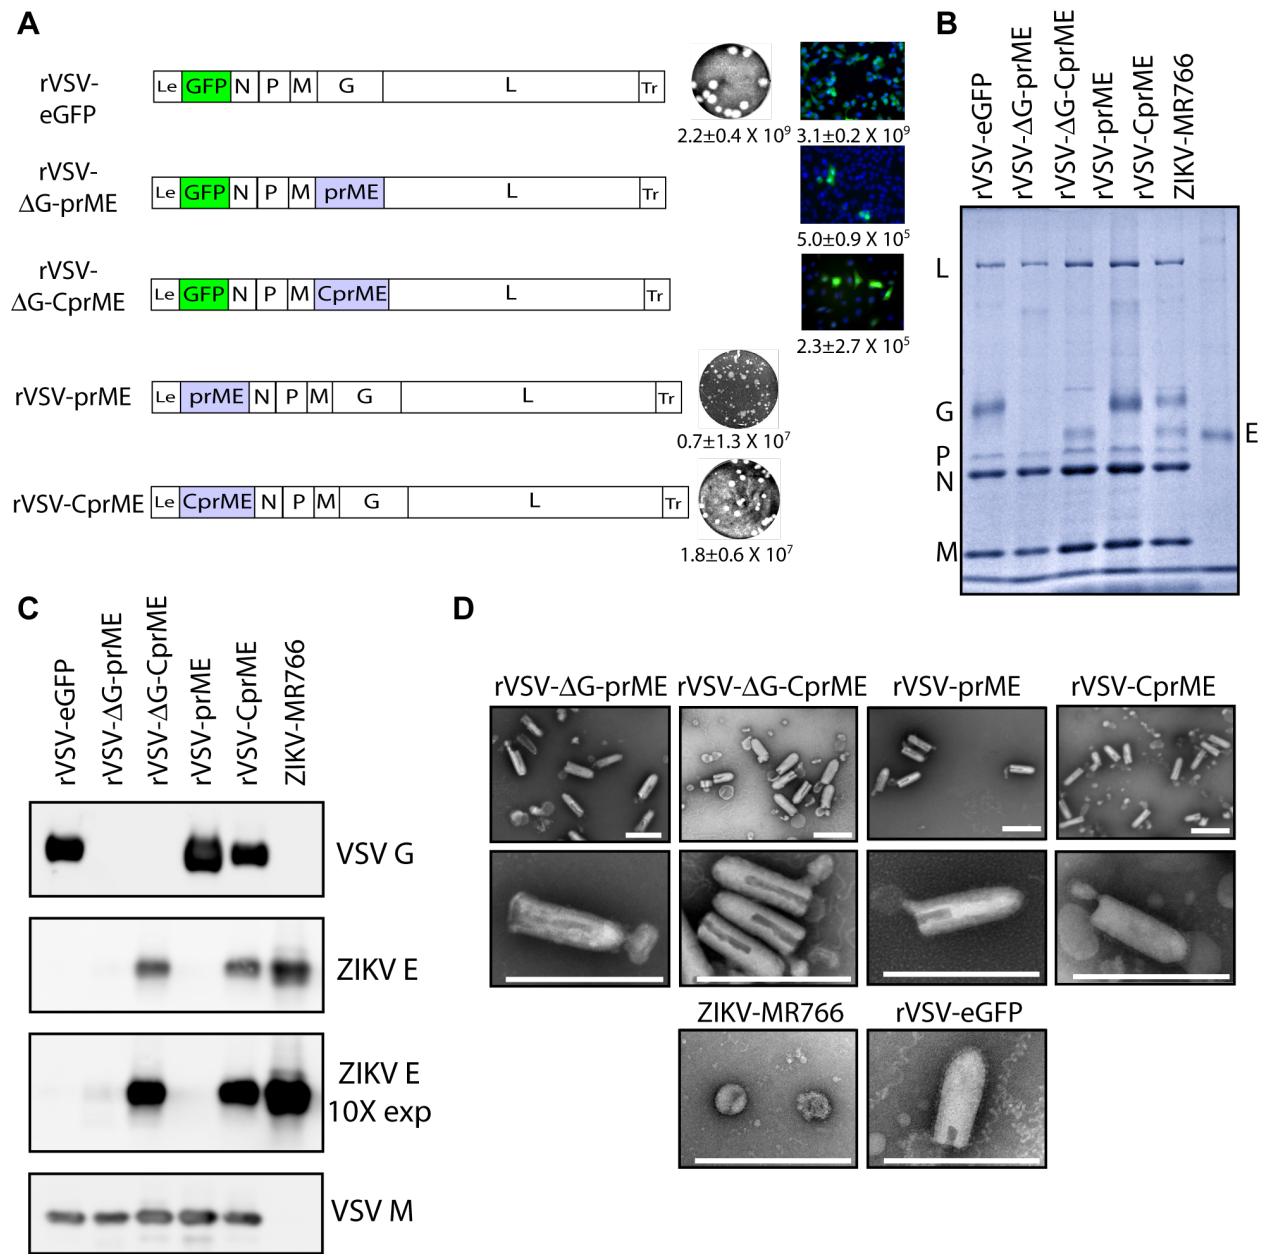 A
rVSV-
eGFP
Le GFP N P M G L Tr
2.2±0.4 X 10⁹ 3.1±0.2 X 10⁹
rVSV-
ΔG-prME
Le GFP N P M prME L Tr
5.0±0.9 X 10⁵
rVSV-
ΔG-CprME
Le GFP N P M CprME L Tr
2.3±2.7 X 10⁵
rVSV-prME
Le prME N P M G L Tr
0.7±1.3 X 10⁷
rVSV-CprME
Le CprME N P M G L Tr
1.8±0.6 X 10⁷
B
rVSV-eGFP
rVSV-ΔG-prME
rVSV-ΔG-CprME
rVSV-prME
rVSV-CprME
ZIKV-MR766
L
G
E
P
N
M
C
rVSV-eGFP
rVSV-ΔG-prME
rVSV-ΔG-CprME
rVSV-prME
rVSV-CprME
ZIKV-MR766
VSV G
ZIKV E
ZIKV E
10X exp
VSV M
D
rVSV-ΔG-prME rVSV-ΔG-CprME rVSV-prME rVSV-CprME
ZIKV-MR766 rVSV-eGFP